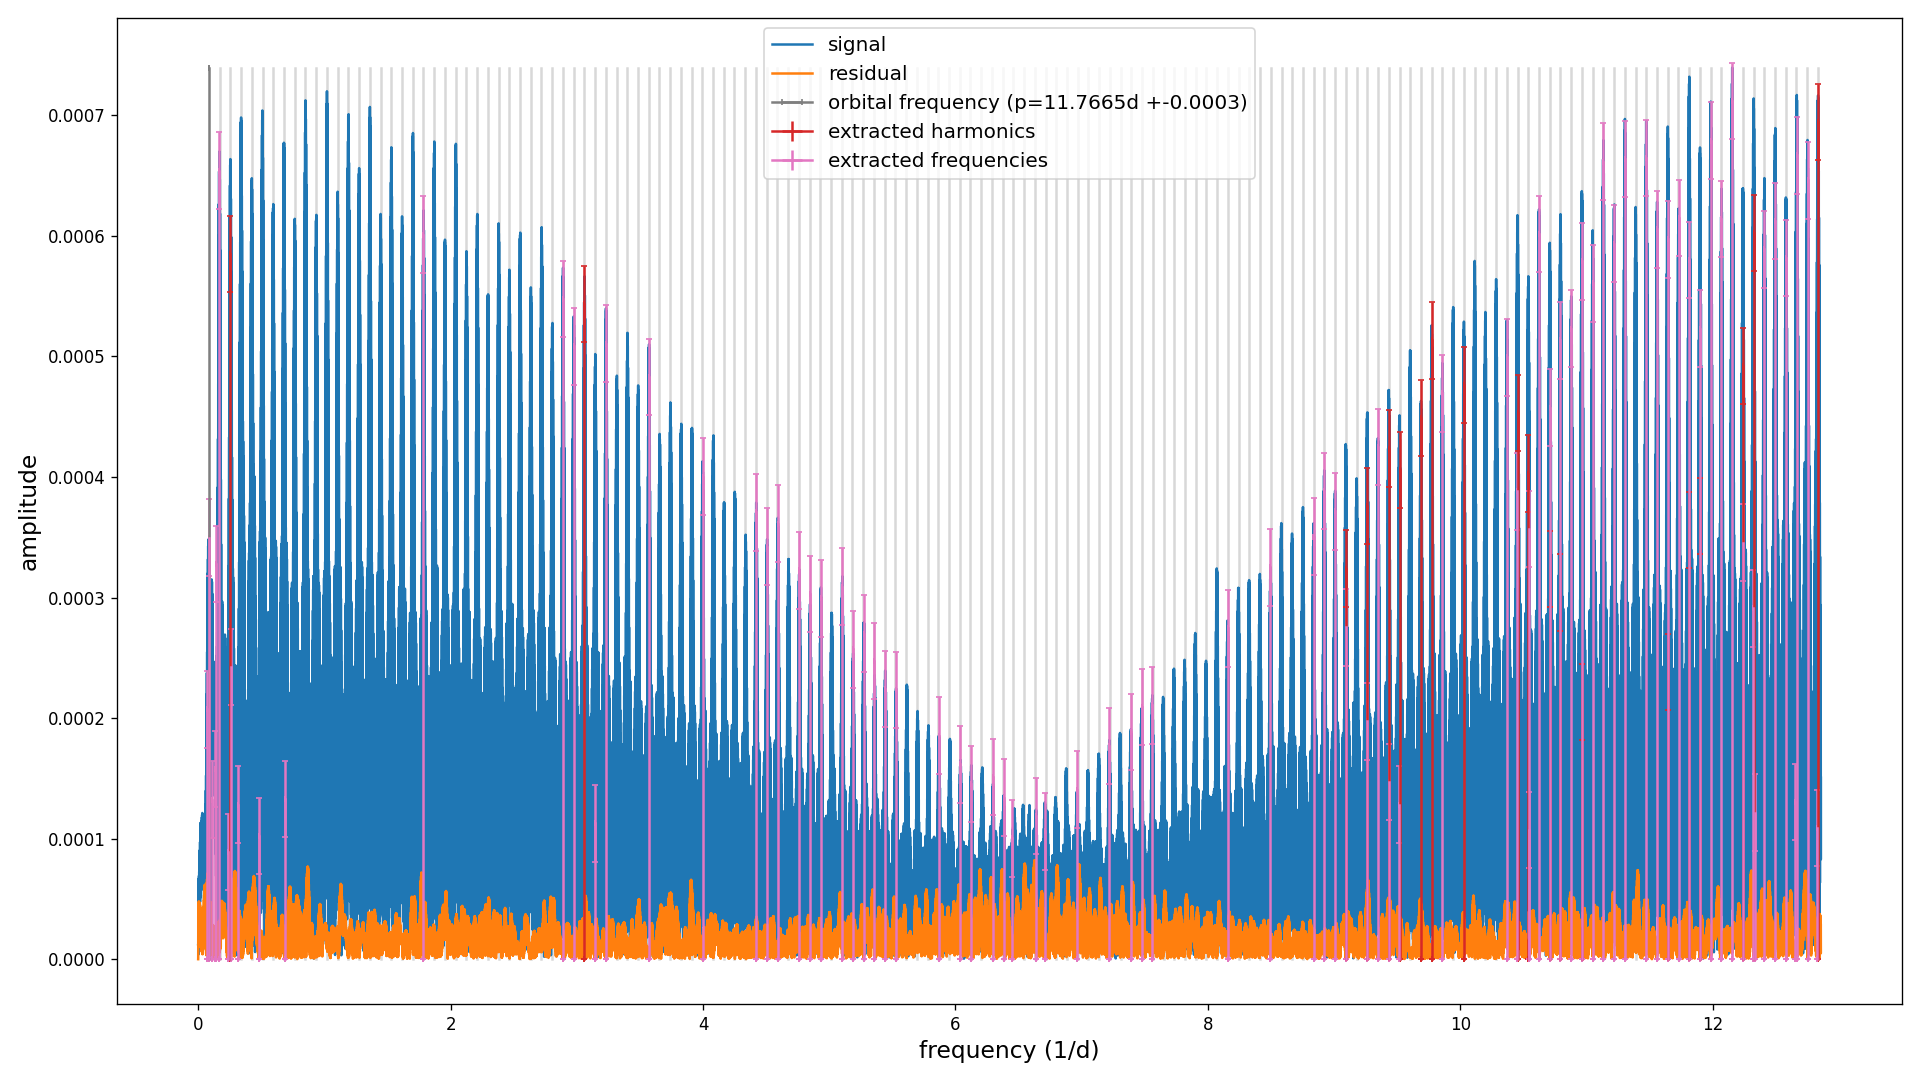 signal
residual
orbital frequency (p=11.7665d +-0.0003)
extracted harmonics
extracted frequencies
amplitude
0.0007
0.0006
0.0005
0.0004
0.0003
0.0002
0.0001
0.0000
0 2 4 6 8 10 12
frequency (1/d)